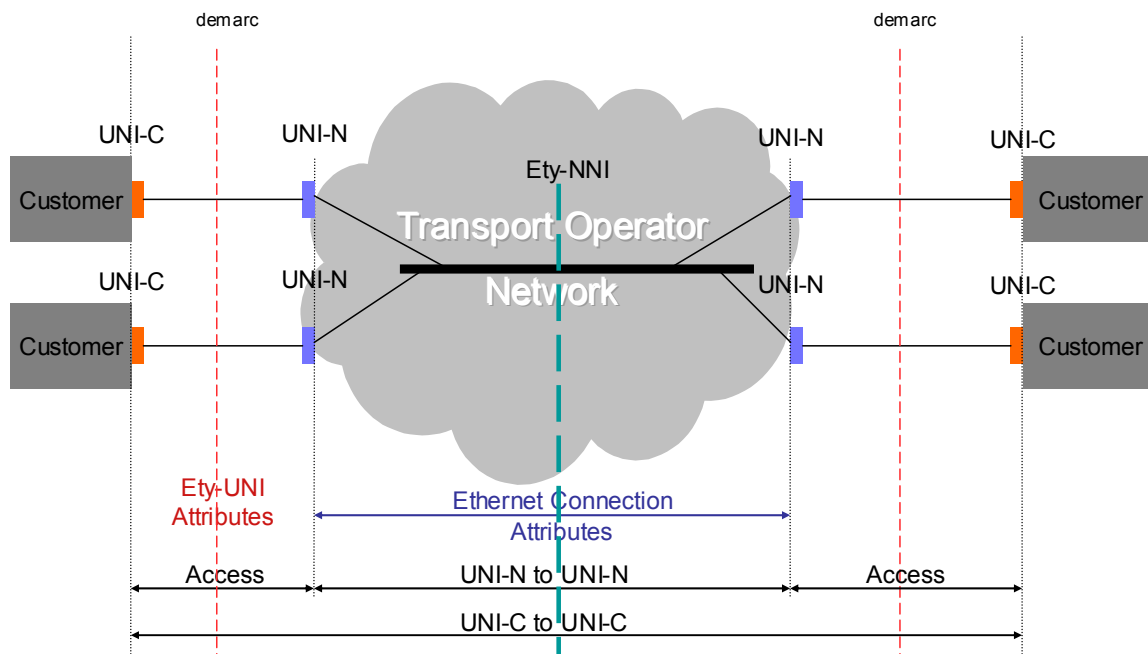 demarc
demarc
UNI-C
UNI-N
UNI-N
UNI-C
Ety-NNI
Customer
Customer
Transport Operator
UNI-C
UNI-N
UNI-N
UNI-C
Network
Customer
Customer
Ety-UNI
Attributes
Ethernet Connection
Attributes
Access
UNI-N to UNI-N
Access
UNI-C to UNI-C